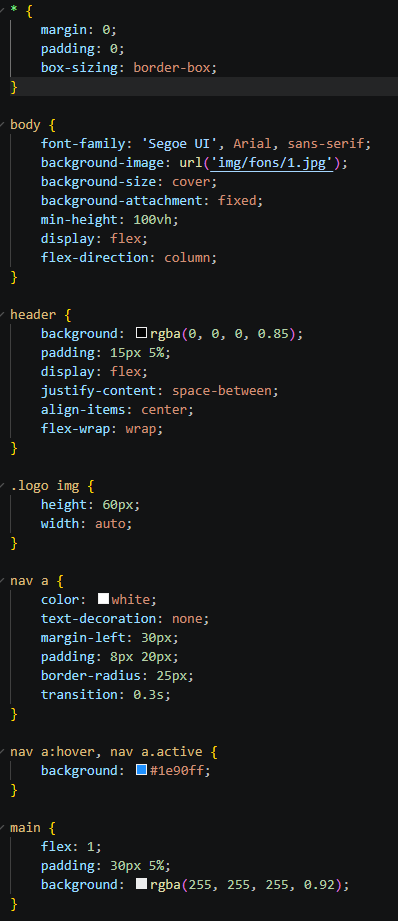 * {
    margin: 0;
    padding: 0;
    box-sizing: border-box;
}
body {
    font-family: 'Segoe UI', Arial, sans-serif;
    background-image: url('img/fons/1.jpg');
    background-size: cover;
    background-attachment: fixed;
    min-height: 100vh;
    display: flex;
    flex-direction: column;
}
header {
    background: rgba(0, 0, 0, 0.85);
    padding: 15px 5%;
    display: flex;
    justify-content: space-between;
    align-items: center;
    flex-wrap: wrap;
}
.logo img {
    height: 60px;
    width: auto;
}
nav a {
    color: white;
    text-decoration: none;
    margin-left: 30px;
    padding: 8px 20px;
    border-radius: 25px;
    transition: 0.3s;
}
nav a:hover, nav a.active {
    background: #1e90ff;
}
main {
    flex: 1;
    padding: 30px 5%;
    background: rgba(255, 255, 255, 0.92);
}